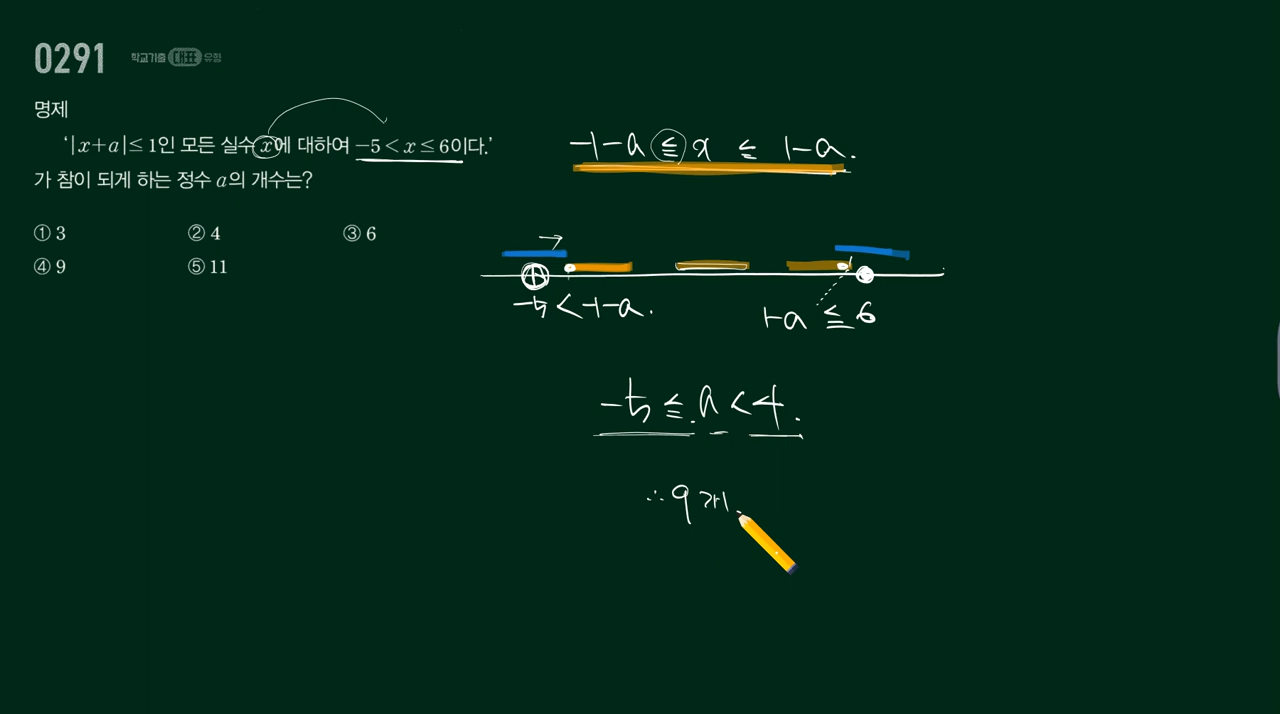 0291 학교기출 대표 유형
명제
‘|x+a|≤1인 모든 실수 x에 대하여 -5<x≤6이다.’
가 참이 되게 하는 정수 a의 개수는?
① 3 ② 4 ③ 6
④ 9 ⑤ 11
-1-a ≦ x ≦ 1-a.
-5 < -1-a.
1-a ≦ 6
-5 ≦ a < 4.
∴ 9개.